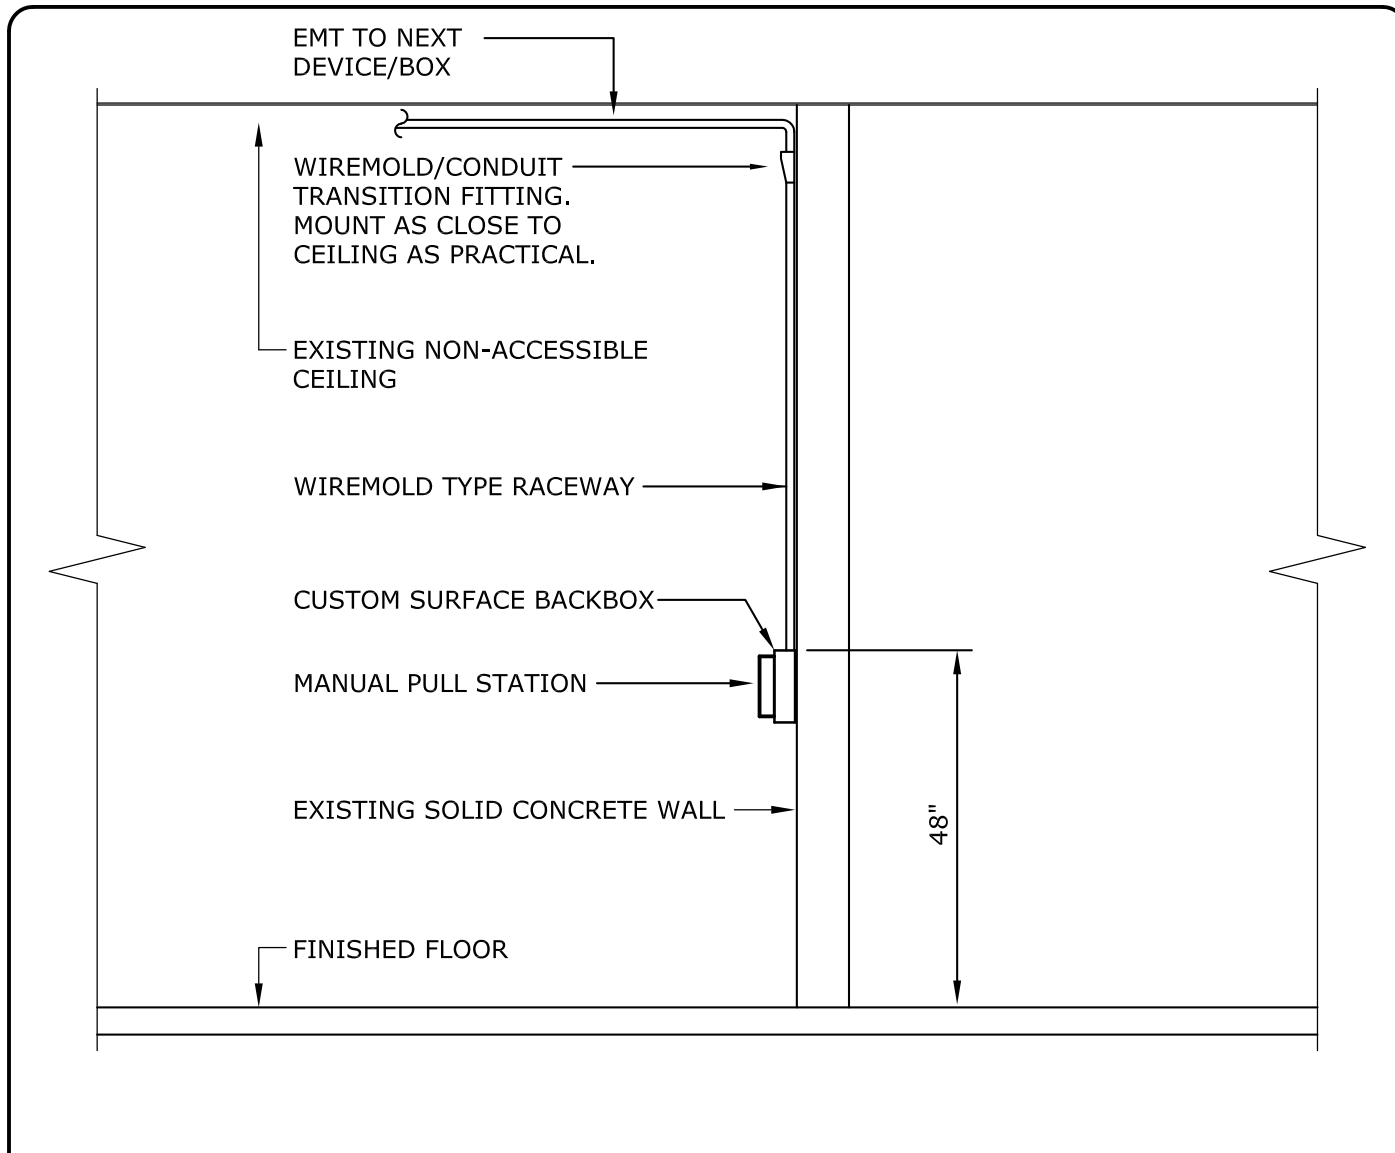 EMT TO NEXT
DEVICE/BOX
WIREMOLD/CONDUIT
TRANSITION FITTING.
MOUNT AS CLOSE TO
CEILING AS PRACTICAL.
EXISTING NON-ACCESSIBLE
CEILING
WIREMOLD TYPE RACEWAY
CUSTOM SURFACE BACKBOX
MANUAL PULL STATION
EXISTING SOLID CONCRETE WALL
48"
FINISHED FLOOR